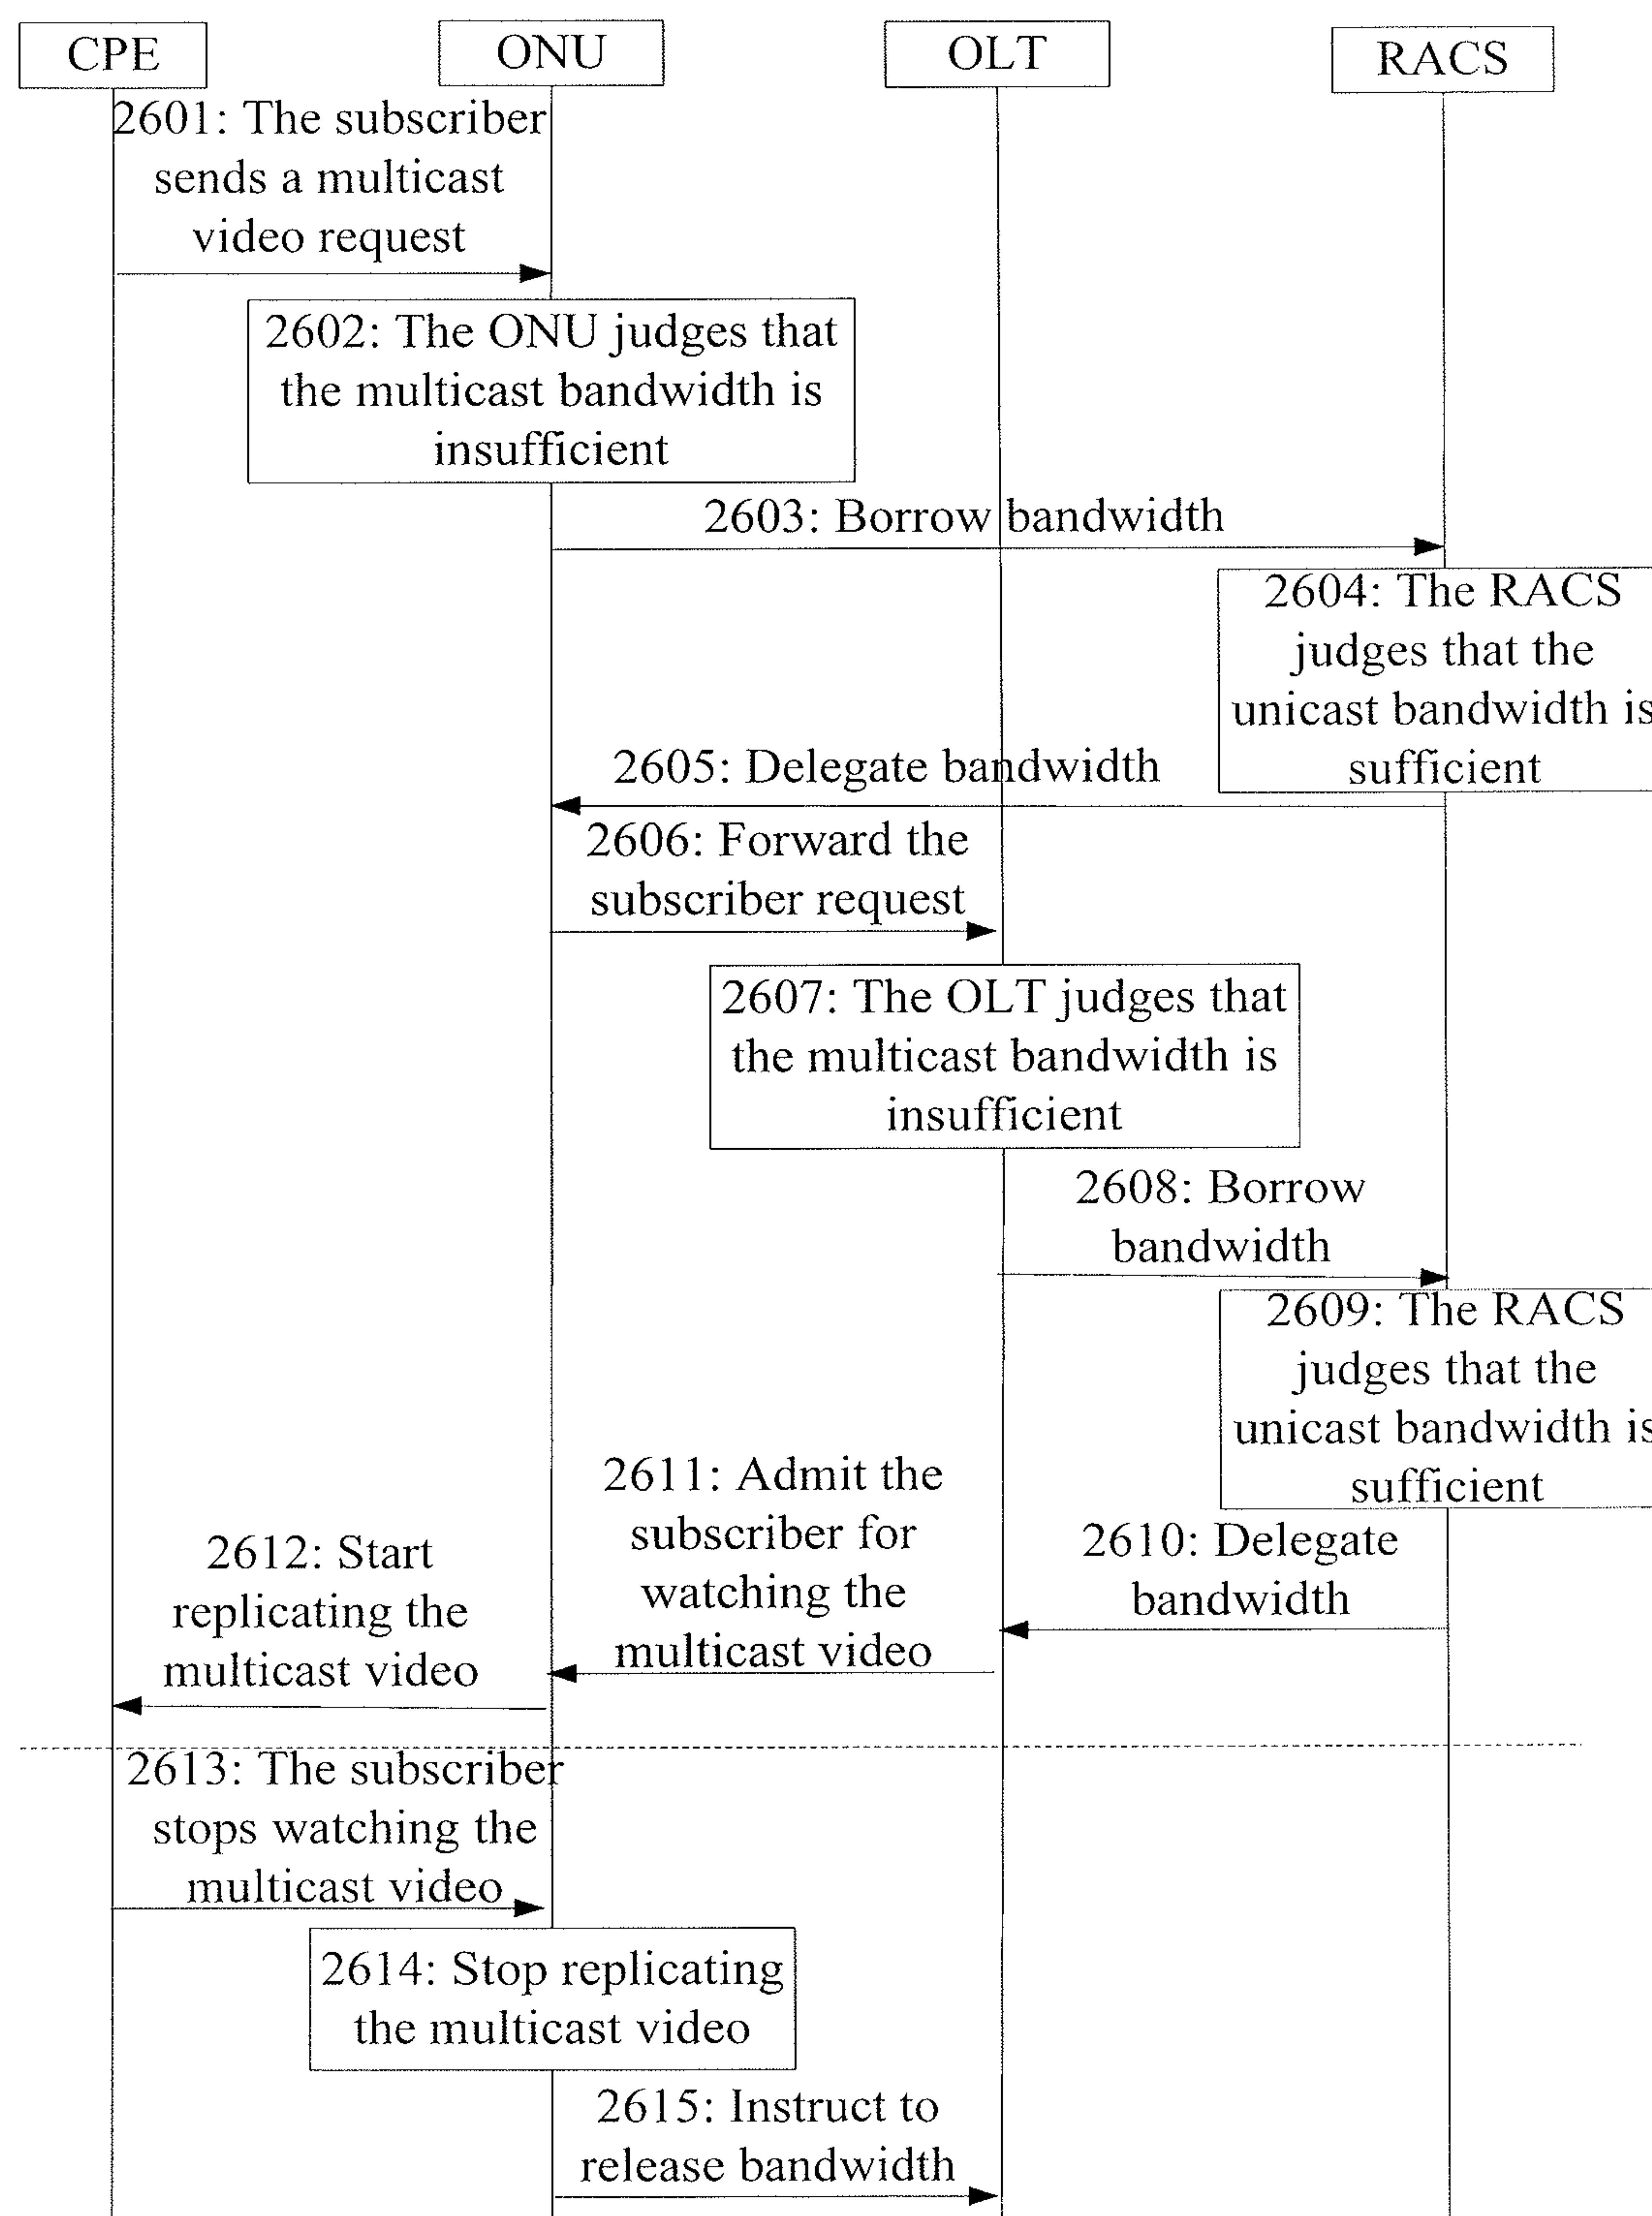 CPE
ONU
OLT
RACS
2601: The subscriber
sends a multicast
video request
2602: The ONU judges that
the multicast bandwidth is
insufficient
2603: Borrow bandwidth
2604: The RACS
judges that the
unicast bandwidth is
sufficient
2605: Delegate bandwidth
2606: Forward the
subscriber request
2607: The OLT judges that
the multicast bandwidth is
insufficient
2608: Borrow
bandwidth
2609: The RACS
judges that the
unicast bandwidth is
sufficient
2610: Delegate
bandwidth
2611: Admit the
subscriber for
watching the
multicast video
2612: Start
replicating the
multicast video
2613: The subscriber
stops watching the
multicast video
2614: Stop replicating
the multicast video
2615: Instruct to
release bandwidth